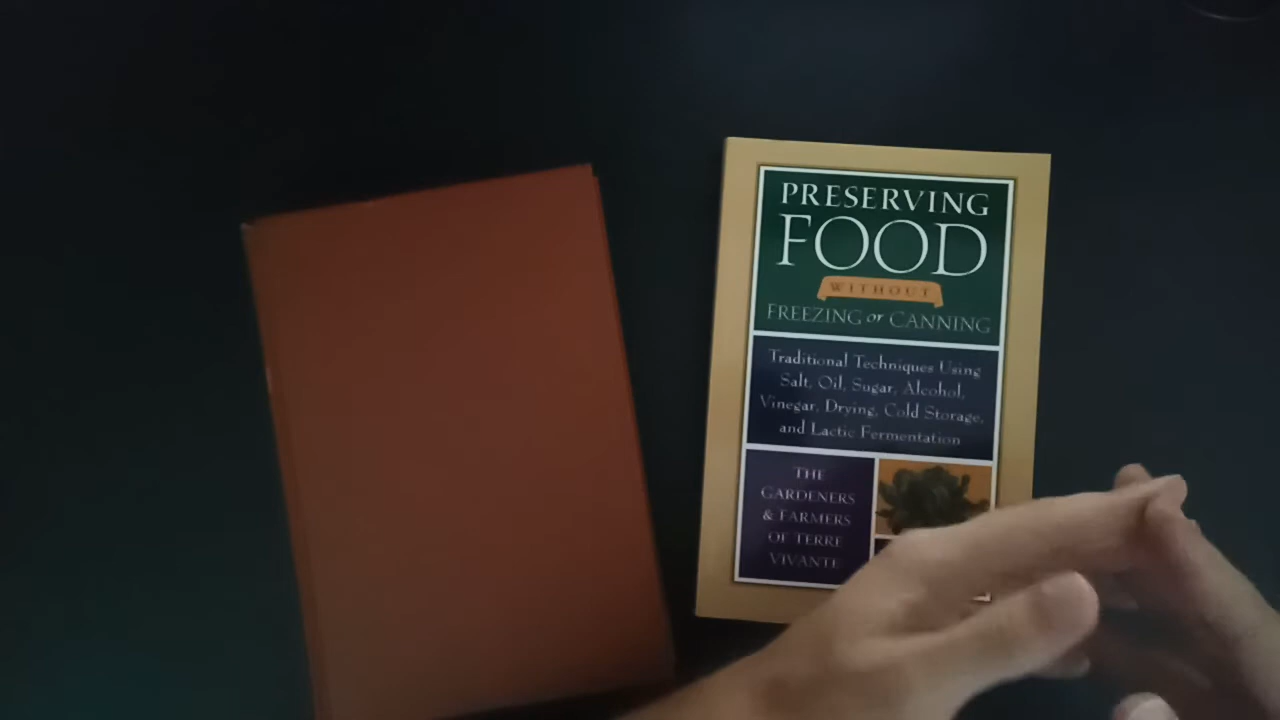 PRESERVING
FOOD
WITHOUT
FREEZING or CANNING
Traditional Techniques Using
Salt, Oil, Sugar, Alcohol,
Vinegar, Drying, Cold Storage,
and Lactic Fermentation
THE
GARDENERS
& FARMERS
OF TERRE
VIVANTE